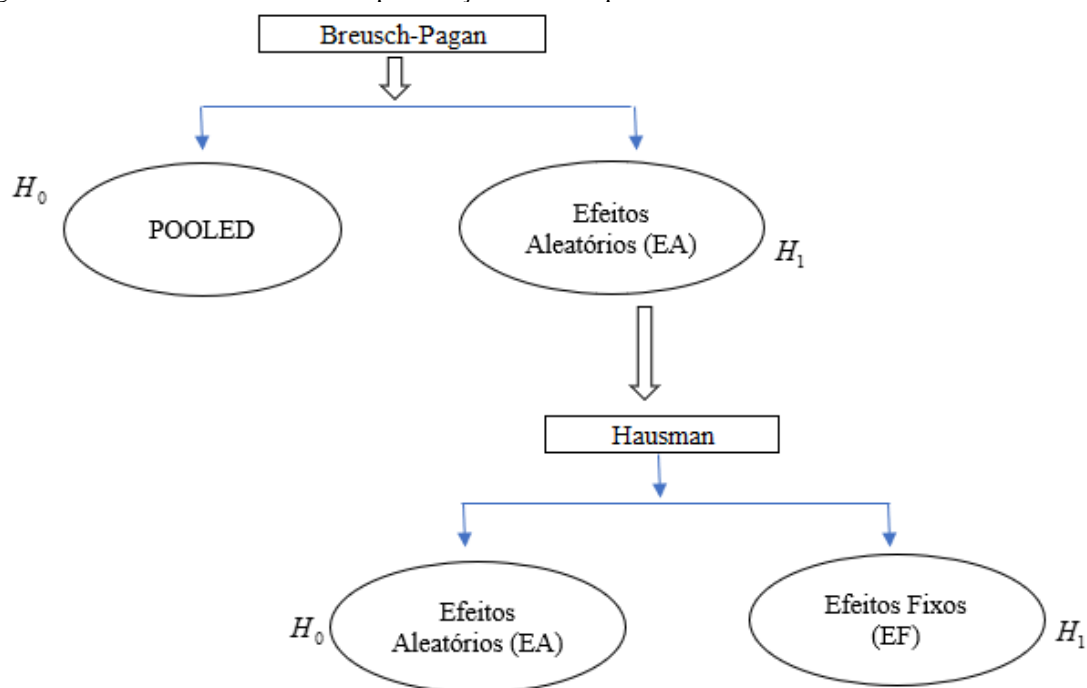 Breusch-Pagan
H₀
POOLED
Efeitos
Aleatórios (EA)
H₁
Hausman
H₀
Efeitos
Aleatórios (EA)
Efeitos Fixos
(EF)
H₁